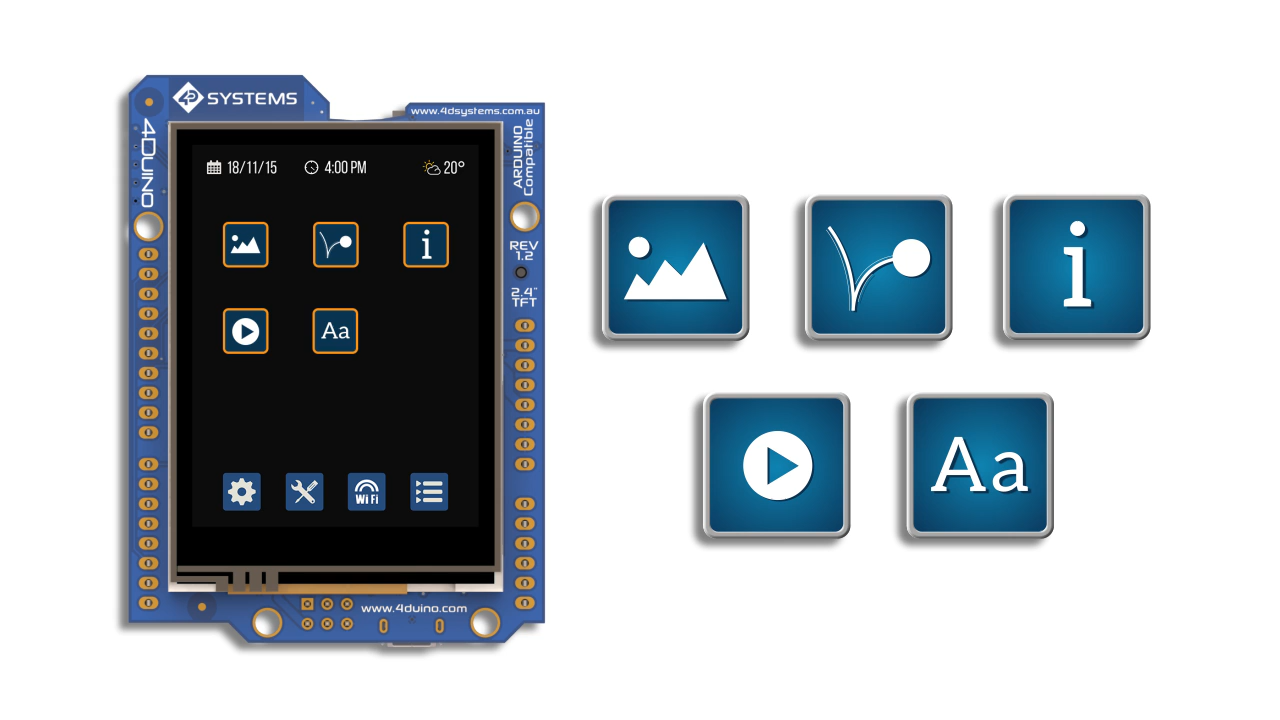 4D SYSTEMS
www.4dsystems.com.au
4DUINO
ARDUINO
Compatible
18/11/15
4:00 PM
20°
REV
1.2
2.4"
TFT
i
Aa
WiFi
www.4duino.com
i
Aa